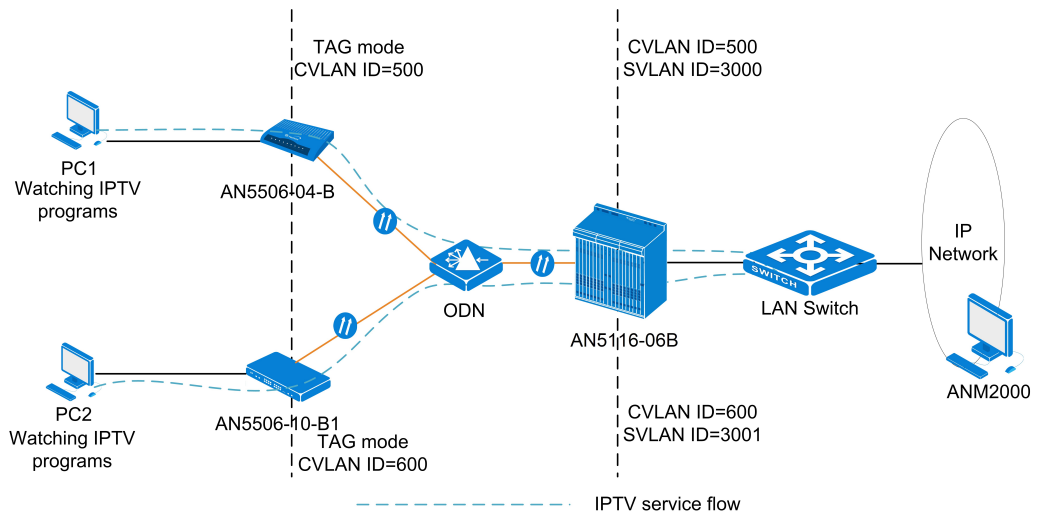 TAG mode
CVLAN ID=500
CVLAN ID=500
SVLAN ID=3000
PC1
Watching IPTV
programs
AN5506-04-B
ODN
AN5116-06B
SWITCH
LAN Switch
IP
Network
ANM2000
PC2
Watching IPTV
programs
AN5506-10-B1
TAG mode
CVLAN ID=600
CVLAN ID=600
SVLAN ID=3001
IPTV service flow